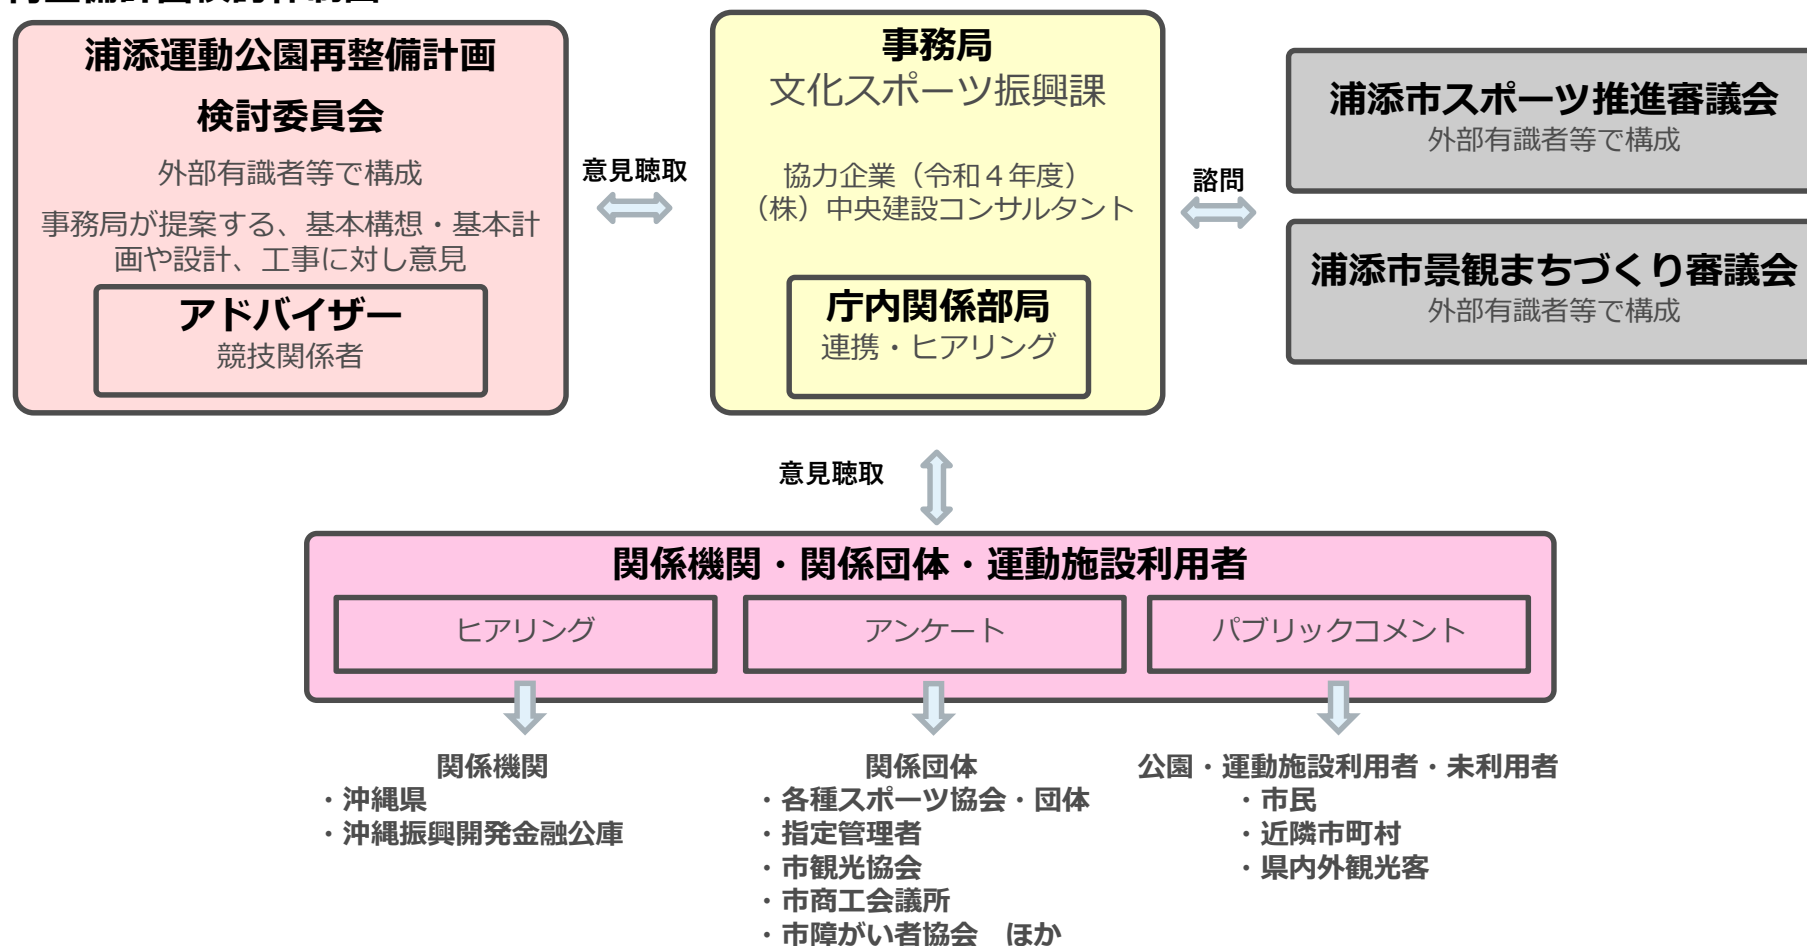 浦添運動公園再整備計画
検討委員会
外部有識者等で構成
事務局が提案する、基本構想・基本計
画や設計、工事に対し意見
アドバイザー
競技関係者
意見聴取
事務局
文化スポーツ振興課
協力企業（令和４年度）
（株）中央建設コンサルタント
庁内関係部局
連携・ヒアリング
諮問
浦添市スポーツ推進審議会
外部有識者等で構成
浦添市景観まちづくり審議会
外部有識者等で構成
意見聴取
関係機関・関係団体・運動施設利用者
ヒアリング
アンケート
パブリックコメント
関係機関
・沖縄県
・沖縄振興開発金融公庫
関係団体
・各種スポーツ協会・団体
・指定管理者
・市観光協会
・市商工会議所
・市障がい者協会　ほか
公園・運動施設利用者・未利用者
・市民
・近隣市町村
・県内外観光客